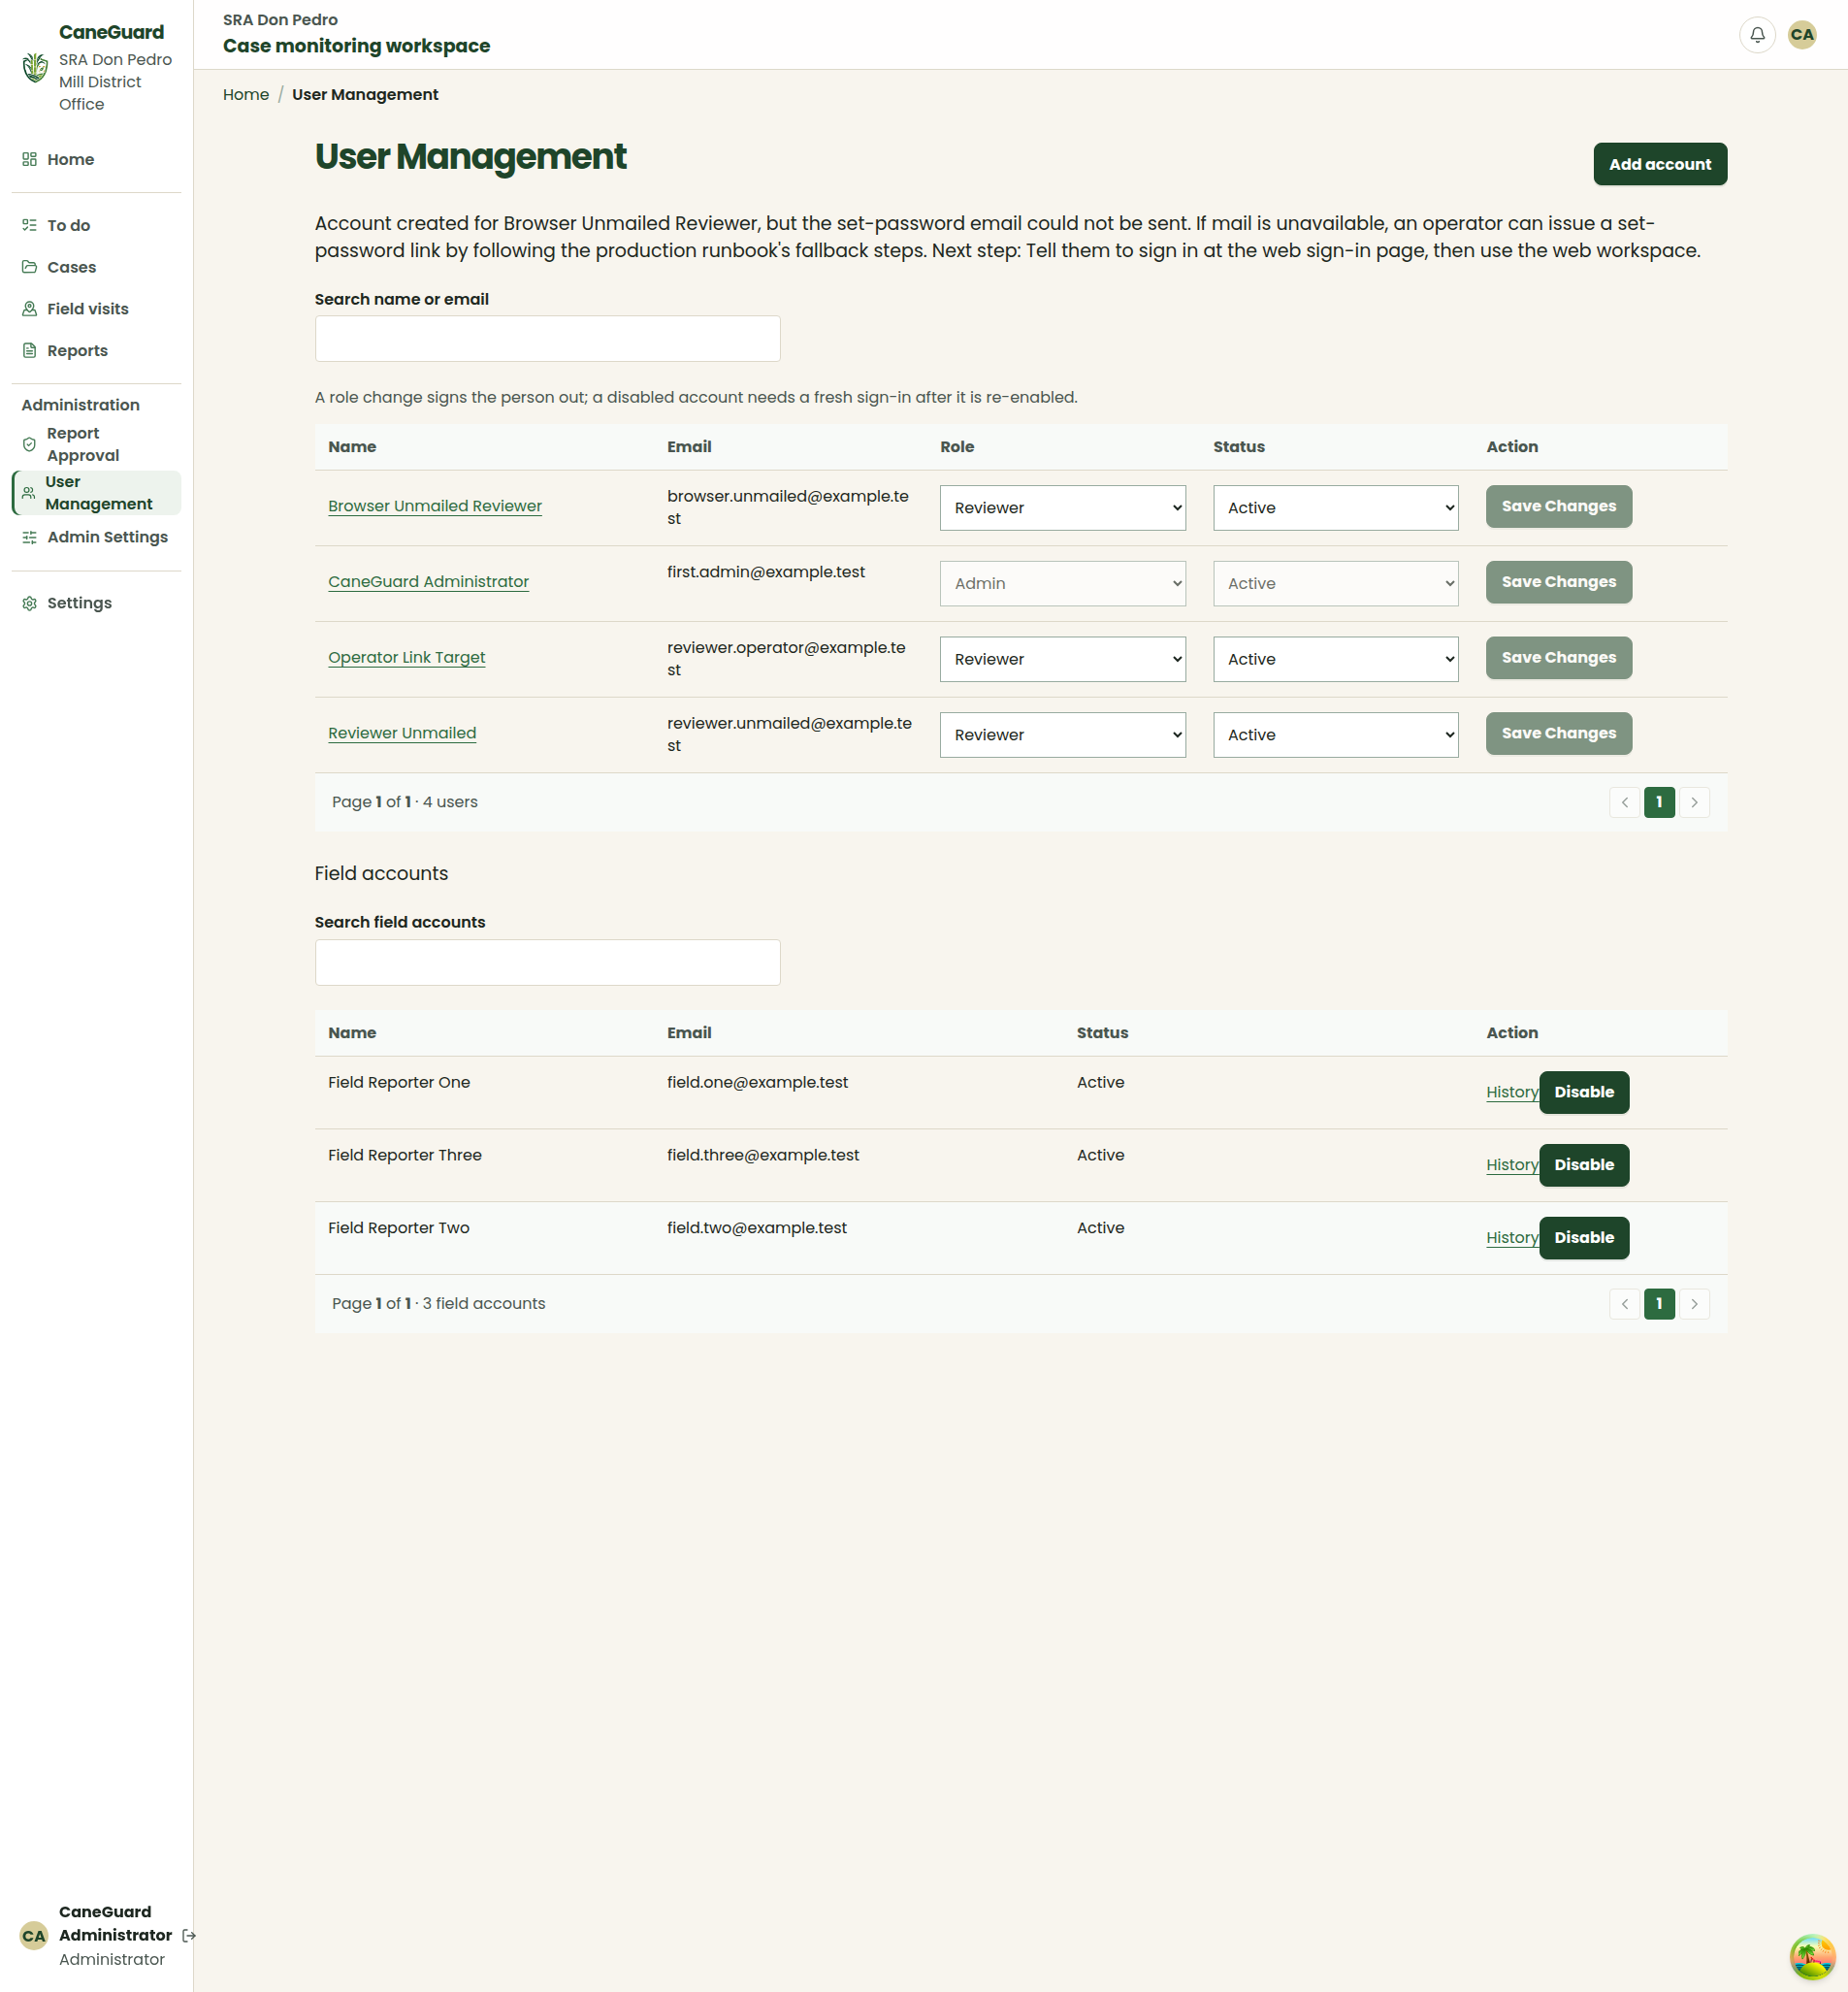 CaneGuard
SRA Don Pedro
Mill District
Office
Home
To do
Cases
Field visits
Reports
Administration
Report
Approval
User
Management
Admin Settings
Settings
CA
CaneGuard
Administrator
Administrator
SRA Don Pedro
Case monitoring workspace
CA
Home / User Management
User Management
Add account
Account created for Browser Unmailed Reviewer, but the set-password email could not be sent. If mail is unavailable, an operator can issue a set-
password link by following the production runbook's fallback steps. Next step: Tell them to sign in at the web sign-in page, then use the web workspace.
Search name or email
A role change signs the person out; a disabled account needs a fresh sign-in after it is re-enabled.
Name Email Role Status Action
Browser Unmailed Reviewer browser.unmailed@example.te
st Reviewer Active Save Changes
CaneGuard Administrator first.admin@example.test Admin Active Save Changes
Operator Link Target reviewer.operator@example.te
st Reviewer Active Save Changes
Reviewer Unmailed reviewer.unmailed@example.te
st Reviewer Active Save Changes
Page 1 of 1 · 4 users 1
Field accounts
Search field accounts
Name Email Status Action
Field Reporter One field.one@example.test Active History Disable
Field Reporter Three field.three@example.test Active History Disable
Field Reporter Two field.two@example.test Active History Disable
Page 1 of 1 · 3 field accounts 1